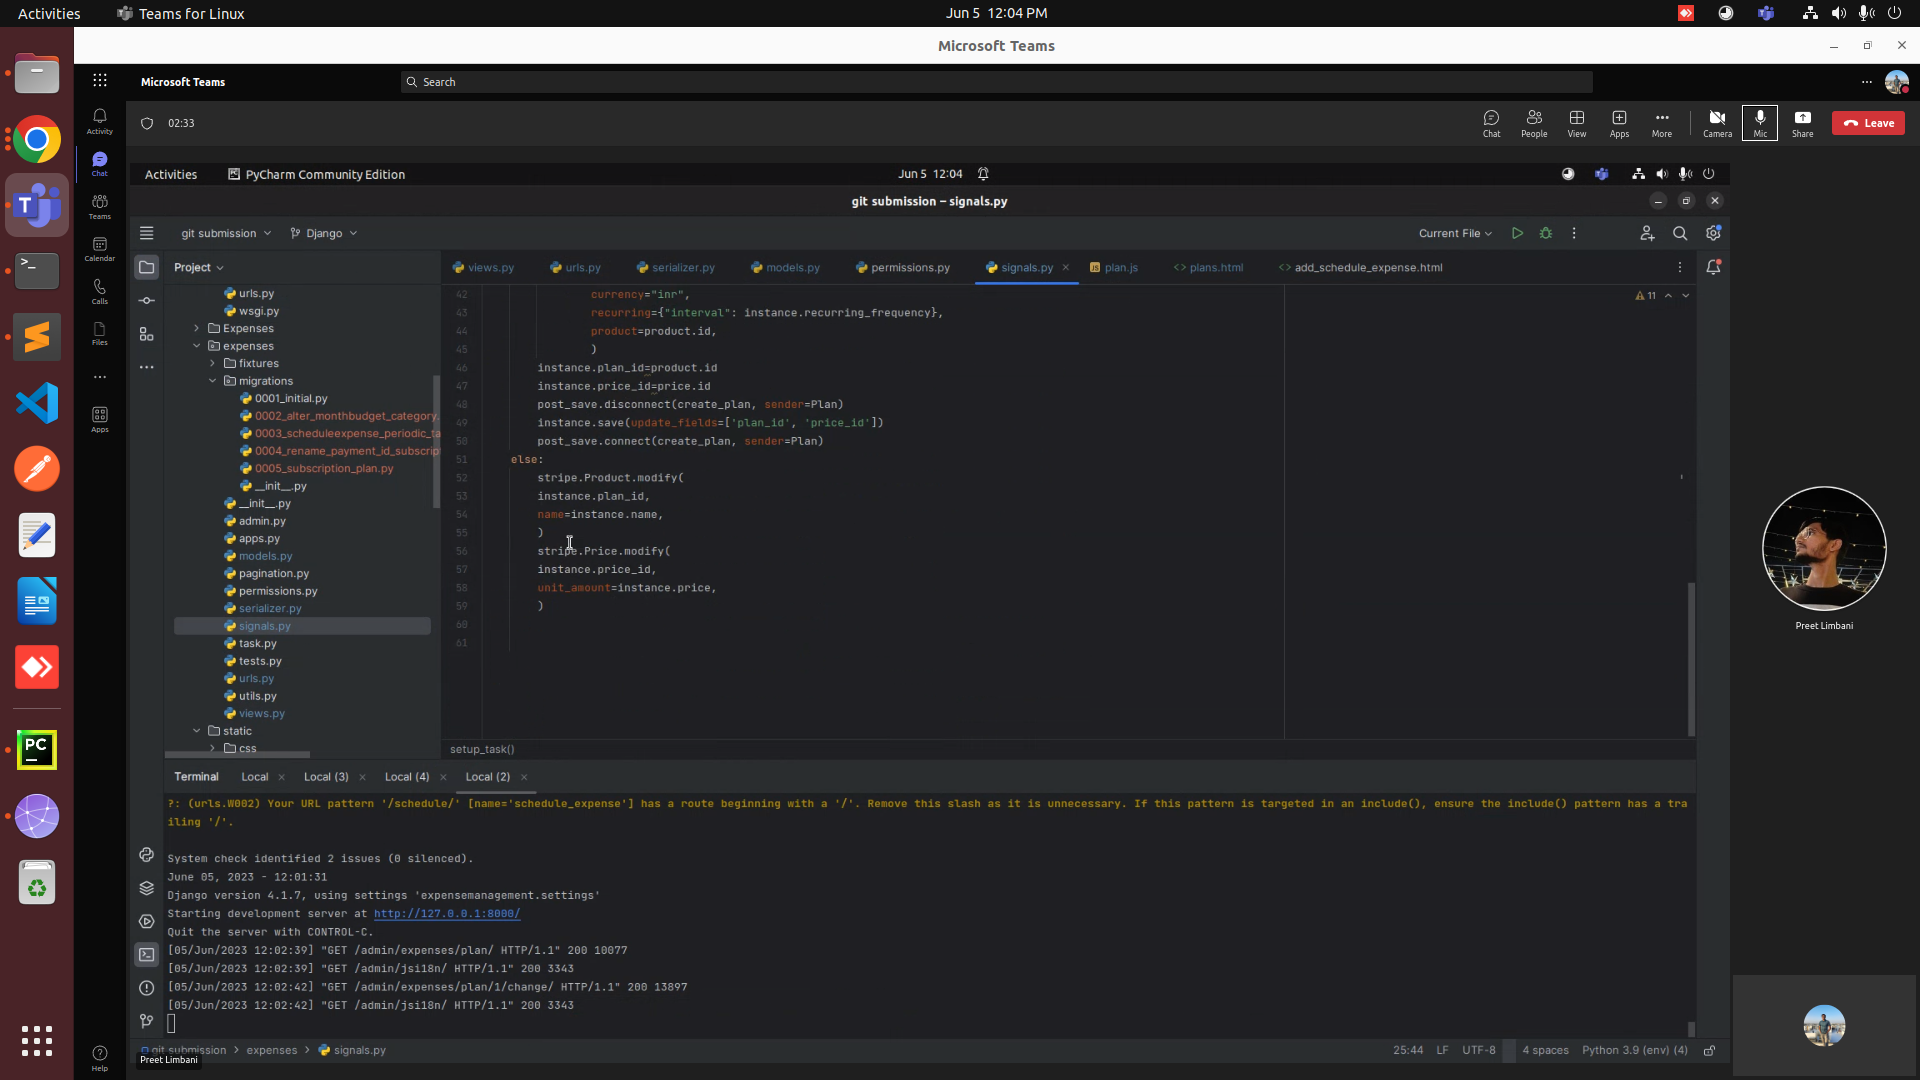 Activities
Teams for Linux
Jun 5 12:04 PM
Microsoft Teams
Microsoft Teams
Search
02:33
Chat
People
View
Apps
More
Camera
Mic
Share
Leave
Activity
Chat
Teams
Calendar
Calls
Files
Apps
Help
Activities
PyCharm Community Edition
Jun 5 12:04
git submission – signals.py
git submission
Django
Current File
Project
views.py
urls.py
serializer.py
models.py
permissions.py
signals.py
plan.js
plans.html
add_schedule_expense.html
urls.py
wsgi.py
Expenses
expenses
fixtures
migrations
0001_initial.py
0002_alter_monthbudget_category.
0003_scheduleexpense_periodic_ta
0004_rename_payment_id_subscrip
0005_subscription_plan.py
__init__.py
__init__.py
admin.py
apps.py
models.py
pagination.py
permissions.py
serializer.py
signals.py
task.py
tests.py
urls.py
utils.py
views.py
static
css
11
42 currency="inr",
43 recurring={"interval": instance.recurring_frequency},
44 product=product.id,
45 )
46 instance.plan_id=product.id
47 instance.price_id=price.id
48 post_save.disconnect(create_plan, sender=Plan)
49 instance.save(update_fields=['plan_id', 'price_id'])
50 post_save.connect(create_plan, sender=Plan)
51 else:
52 stripe.Product.modify(
53 instance.plan_id,
54 name=instance.name,
55 )
56 stripe.Price.modify(
57 instance.price_id,
58 unit_amount=instance.price,
59 )
60
61
setup_task()
Terminal
Local
Local (3)
Local (4)
Local (2)
?: (urls.W002) Your URL pattern '/schedule/' [name='schedule_expense'] has a route beginning with a '/'. Remove this slash as it is unnecessary. If this pattern is targeted in an include(), ensure the include() pattern has a tra
iling '/'.
System check identified 2 issues (0 silenced).
June 05, 2023 - 12:01:31
Django version 4.1.7, using settings 'expensemanagement.settings'
Starting development server at http://127.0.0.1:8000/
Quit the server with CONTROL-C.
[05/Jun/2023 12:02:39] "GET /admin/expenses/plan/ HTTP/1.1" 200 10077
[05/Jun/2023 12:02:39] "GET /admin/jsi18n/ HTTP/1.1" 200 3343
[05/Jun/2023 12:02:42] "GET /admin/expenses/plan/1/change/ HTTP/1.1" 200 13897
[05/Jun/2023 12:02:42] "GET /admin/jsi18n/ HTTP/1.1" 200 3343
git submission > expenses > signals.py
25:44
LF
UTF-8
4 spaces
Python 3.9 (env) (4)
Preet Limbani
Preet Limbani
T
PC